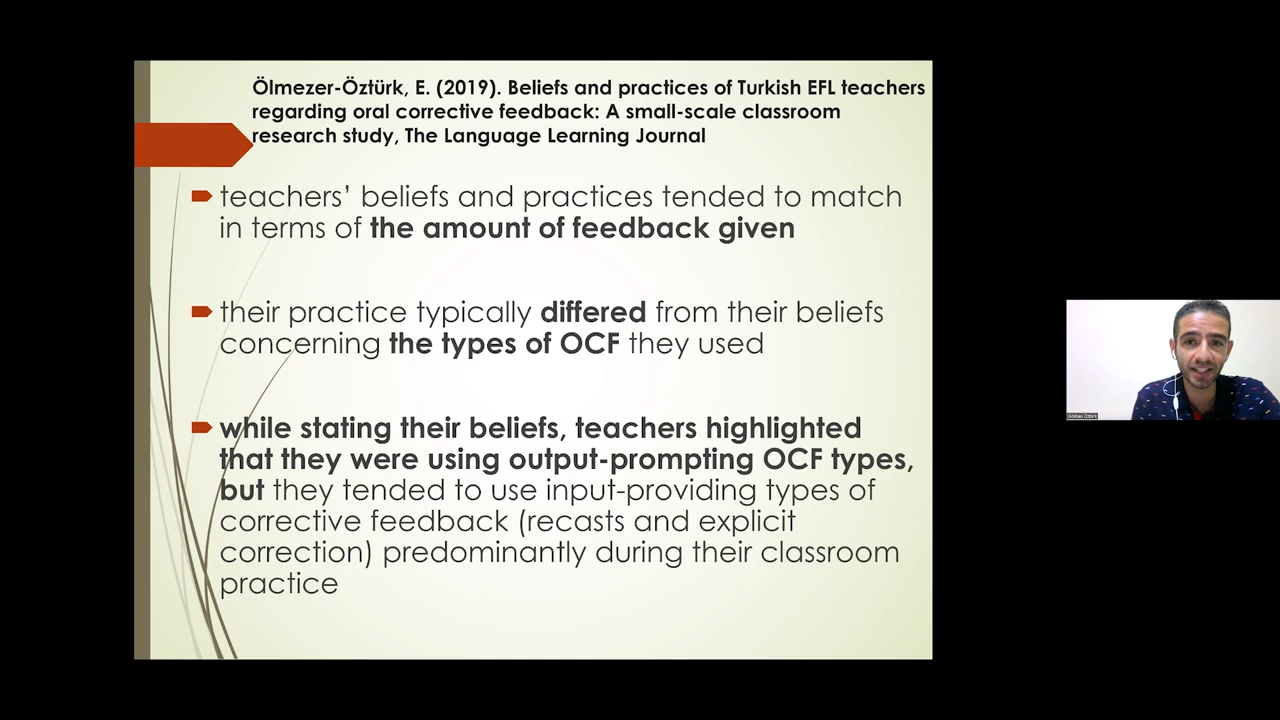 Ölmezer-Öztürk, E. (2019). Beliefs and practices of Turkish EFL teachers
regarding oral corrective feedback: A small-scale classroom
research study, The Language Learning Journal
teachers’ beliefs and practices tended to match
in terms of the amount of feedback given
their practice typically differed from their beliefs
concerning the types of OCF they used
while stating their beliefs, teachers highlighted
that they were using output-prompting OCF types,
but they tended to use input-providing types of
corrective feedback (recasts and explicit
correction) predominantly during their classroom
practice
Gökhan Öztürk